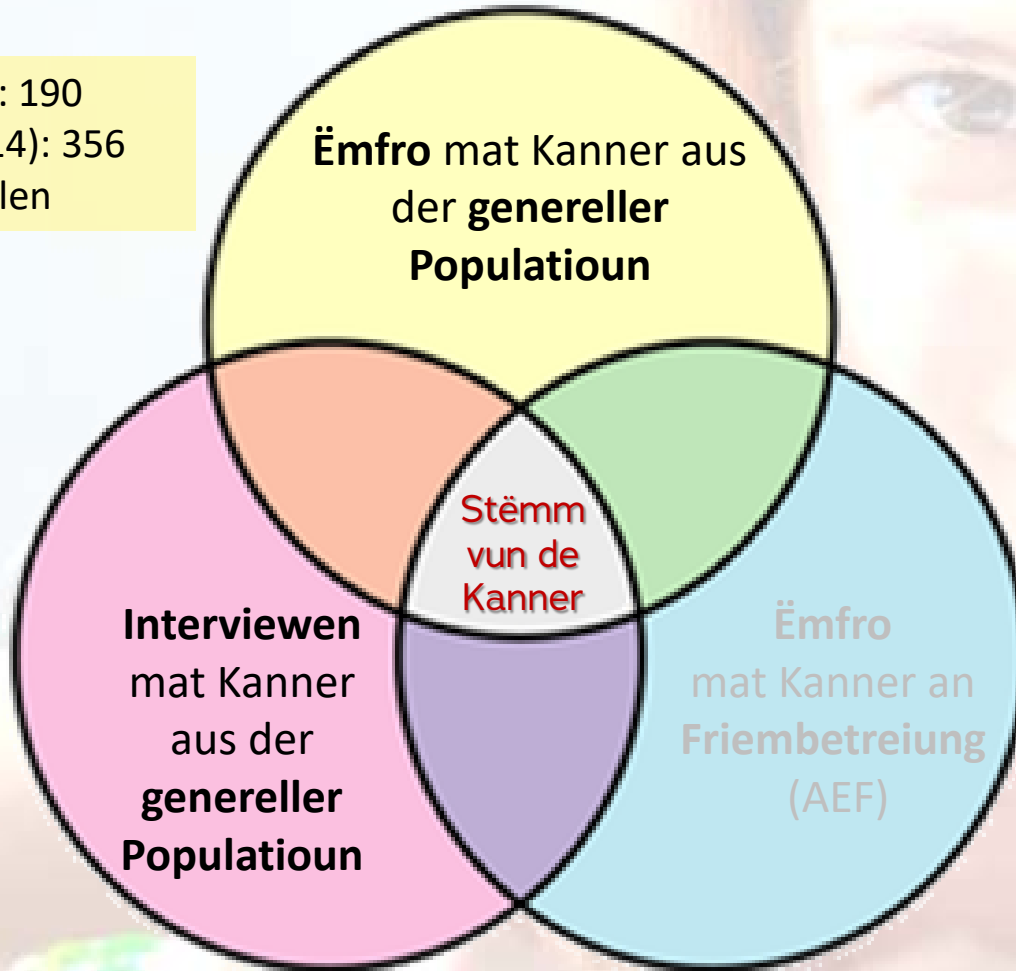 : 190
4): 356
len
Ëmfro mat Kanner aus
der genereller
Populatioun
Stëmm
vun de
Kanner
Interviewen
mat Kanner
aus der
genereller
Populatioun
Ëmfro
mat Kanner an
Friembetreiung
(AEF)